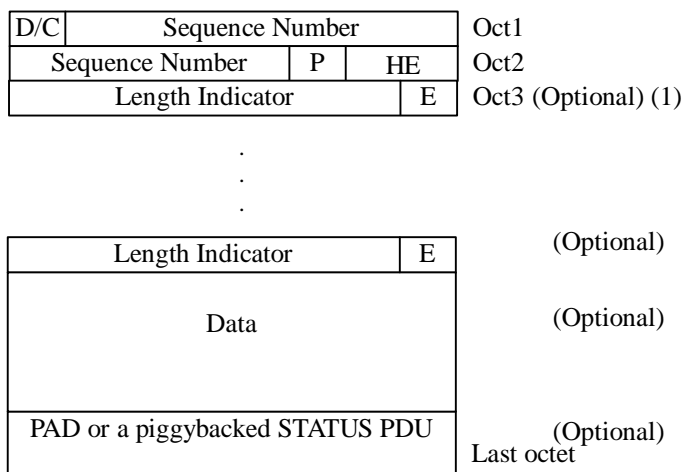 D/C Sequence Number Oct1
Sequence Number P HE Oct2
Length Indicator E Oct3 (Optional) (1)
.
.
.
Length Indicator E (Optional)
Data (Optional)
PAD or a piggybacked STATUS PDU (Optional)
Last octet